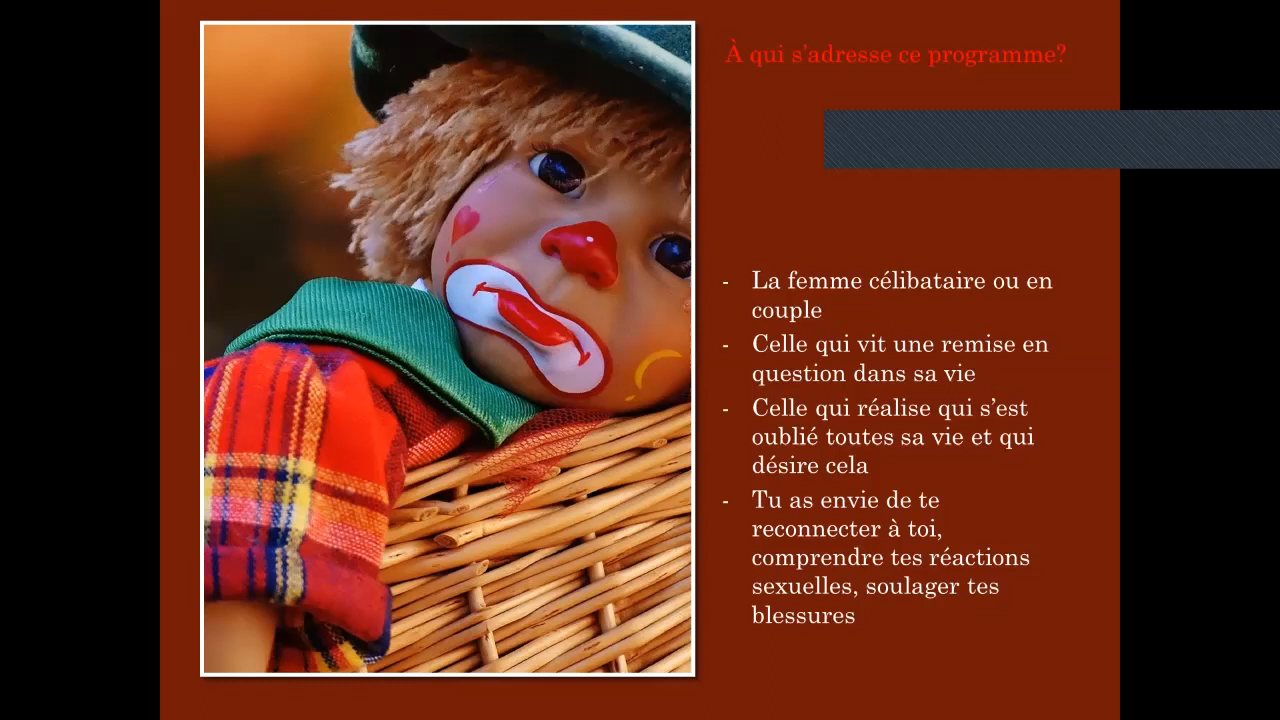 À qui s’adresse ce programme?
- La femme célibataire ou en
couple
- Celle qui vit une remise en
question dans sa vie
- Celle qui réalise qui s’est
oublié toutes sa vie et qui
désire cela
- Tu as envie de te
reconnecter à toi,
comprendre tes réactions
sexuelles, soulager tes
blessures